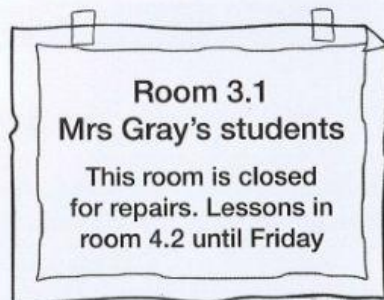 Room 3.1
Mrs Gray's students
This room is closed
for repairs. Lessons in
room 4.2 until Friday